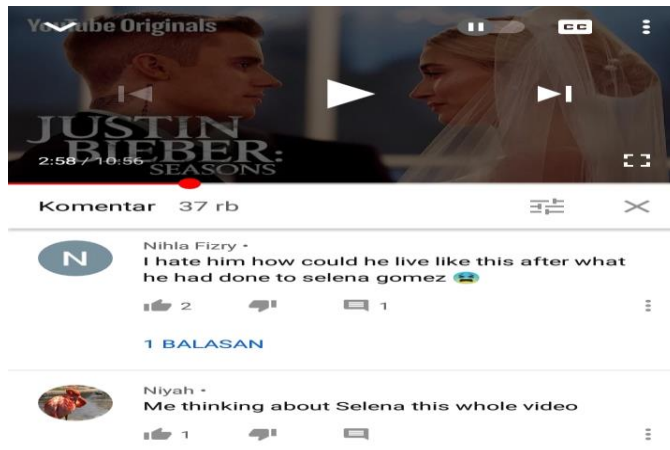 YouTube Originals
CC
JUSTIN
BIEBER:
SEASONS
2:58 / 10:56
Komentar 37 rb
N
Nihla Fizry •
I hate him how could he live like this after what
he had done to selena gomez 😫
2 1
1 BALASAN
Niyah •
Me thinking about Selena this whole video
1